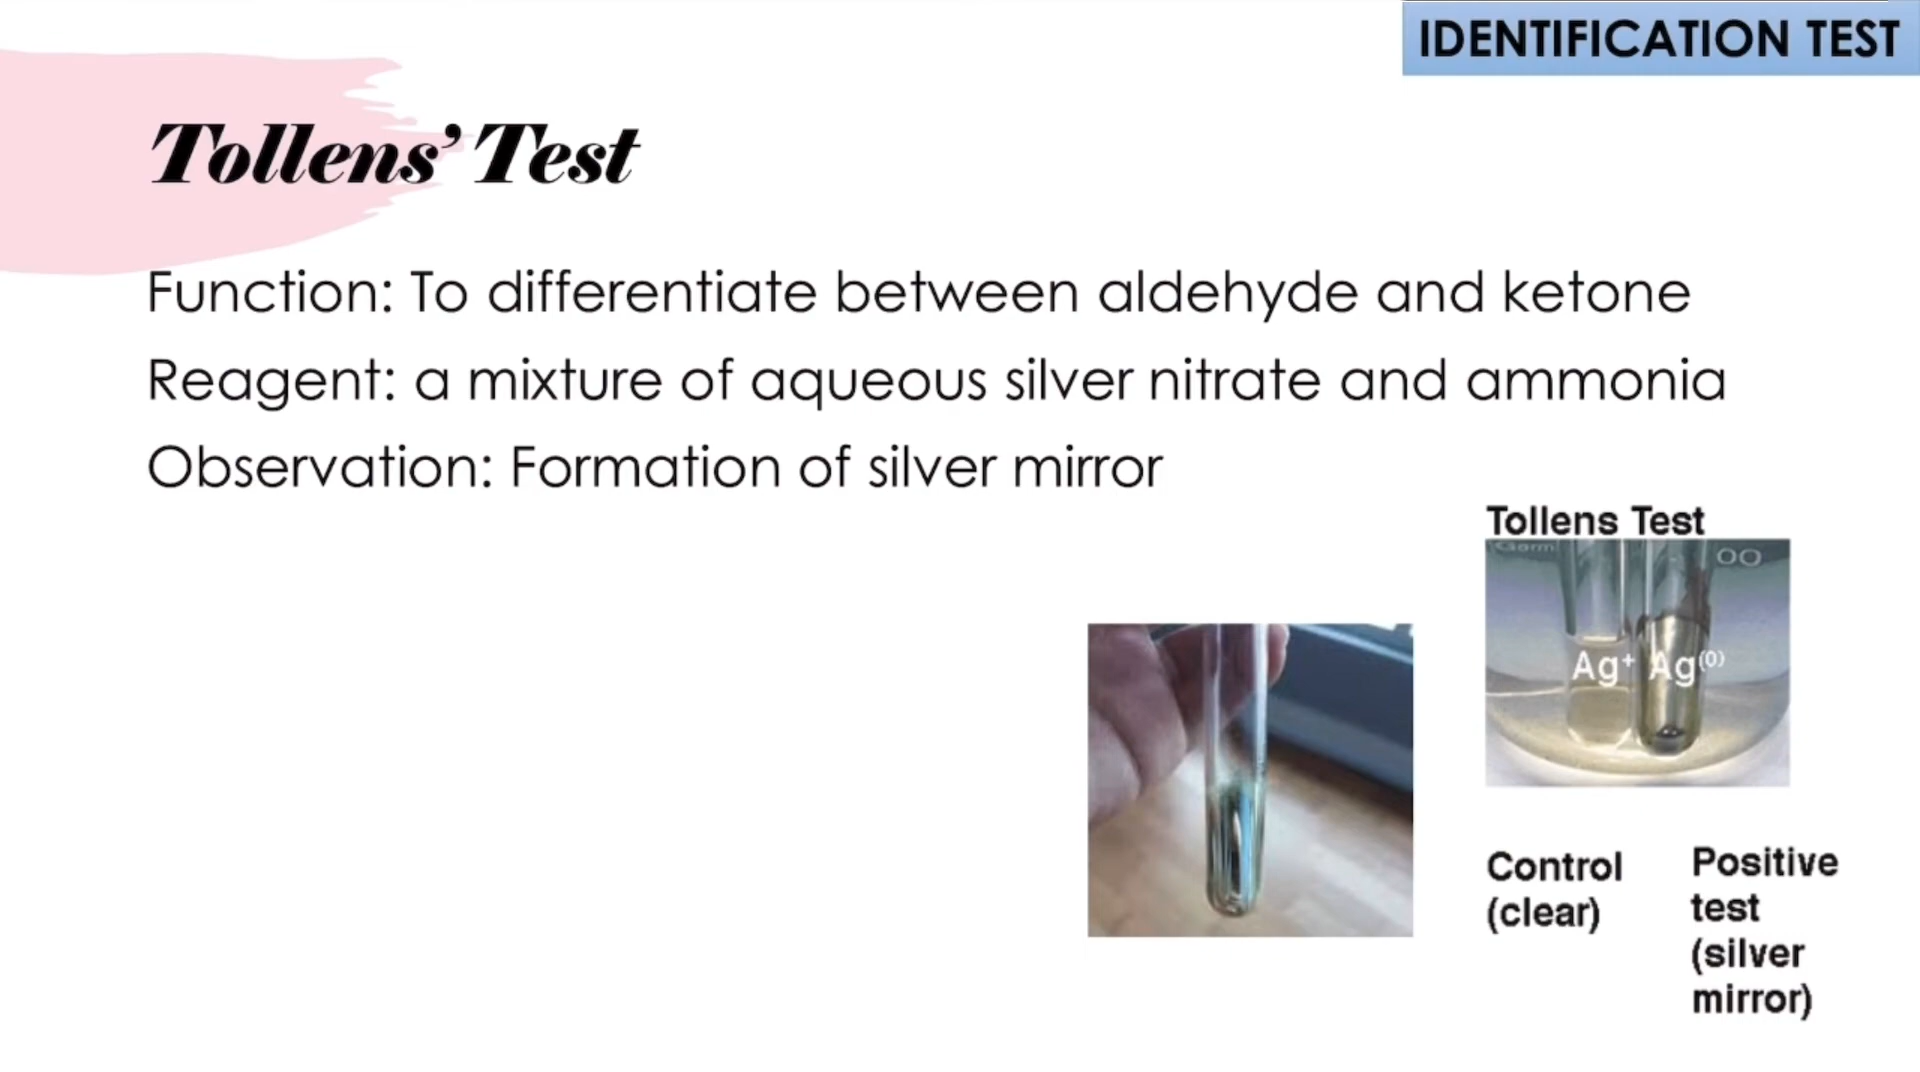 IDENTIFICATION TEST
Tollens’ Test
Function: To differentiate between aldehyde and ketone
Reagent: a mixture of aqueous silver nitrate and ammonia
Observation: Formation of silver mirror
Tollens Test
OO
Ag⁺ Ag⁽⁰⁾
Control
(clear)
Positive
test
(silver
mirror)